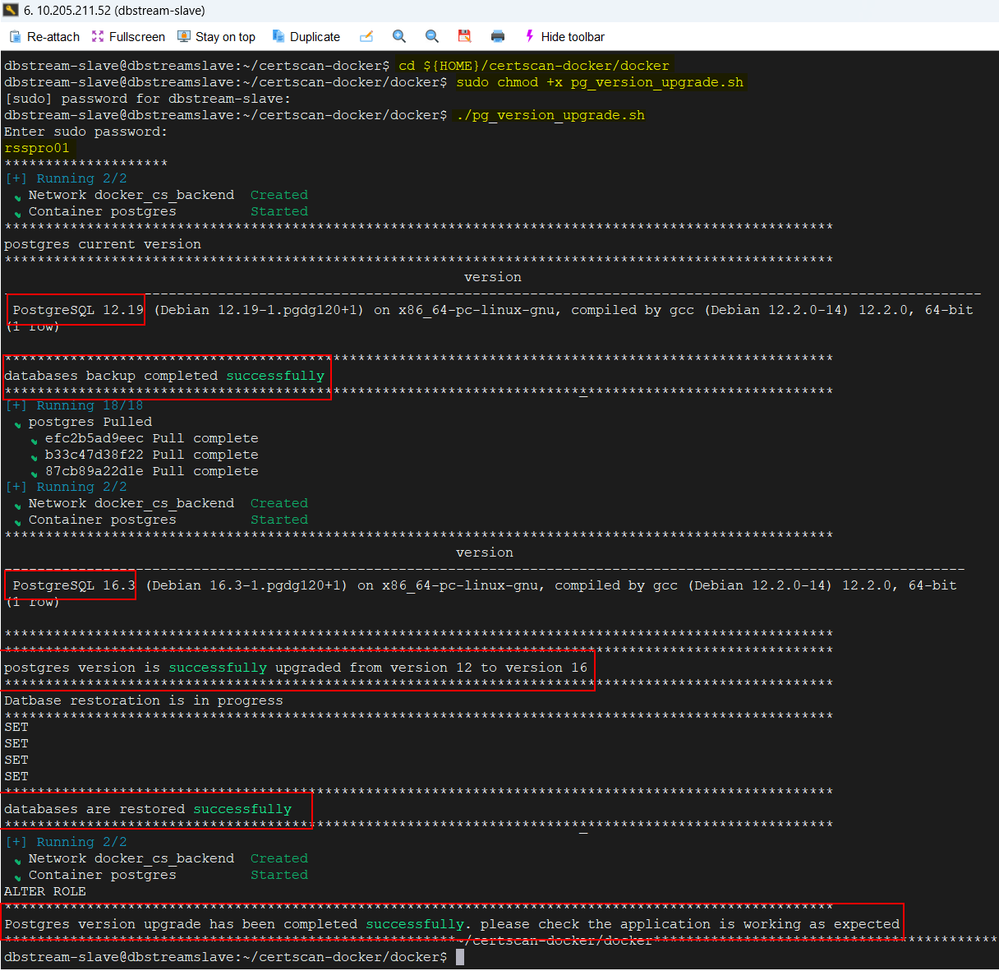 6. 10.205.211.52 (dbstream-slave)
Re-attach Fullscreen Stay on top Duplicate Hide toolbar
dbstream-slave@dbstreamslave:~/certscan-docker$ cd ${HOME}/certscan-docker/docker
dbstream-slave@dbstreamslave:~/certscan-docker/docker$ sudo chmod +x pg_version_upgrade.sh
[sudo] password for dbstream-slave:
dbstream-slave@dbstreamslave:~/certscan-docker/docker$ ./pg_version_upgrade.sh
Enter sudo password:
rsspro01
********************
[+] Running 2/2
Network docker_cs_backend Created
Container postgres Started
*****************************************************************************************************
postgres current version
*****************************************************************************************************
version
-----------------------------------------------------------------------------------------------------------------------
PostgreSQL 12.19 (Debian 12.19-1.pgdg120+1) on x86_64-pc-linux-gnu, compiled by gcc (Debian 12.2.0-14) 12.2.0, 64-bit
(1 row)
*****************************************************************************************************
databases backup completed successfully
*****************************************************************************************************
[+] Running 18/18
postgres Pulled
efc2b5ad9eec Pull complete
b33c47d38f22 Pull complete
87cb89a22d1e Pull complete
[+] Running 2/2
Network docker_cs_backend Created
Container postgres Started
*****************************************************************************************************
version
---------------------------------------------------------------------------------------------------------------------
PostgreSQL 16.3 (Debian 16.3-1.pgdg120+1) on x86_64-pc-linux-gnu, compiled by gcc (Debian 12.2.0-14) 12.2.0, 64-bit
(1 row)
*****************************************************************************************************
*****************************************************************************************************
postgres version is successfully upgraded from version 12 to version 16
*****************************************************************************************************
Datbase restoration is in progress
*****************************************************************************************************
SET
SET
SET
SET
*****************************************************************************************************
databases are restored successfully
*****************************************************************************************************
[+] Running 2/2
Network docker_cs_backend Created
Container postgres Started
ALTER ROLE
*****************************************************************************************************
Postgres version upgrade has been completed successfully. please check the application is working as expected
*******************************************************~/certscan-docker/docker******************************************
dbstream-slave@dbstreamslave:~/certscan-docker/docker$